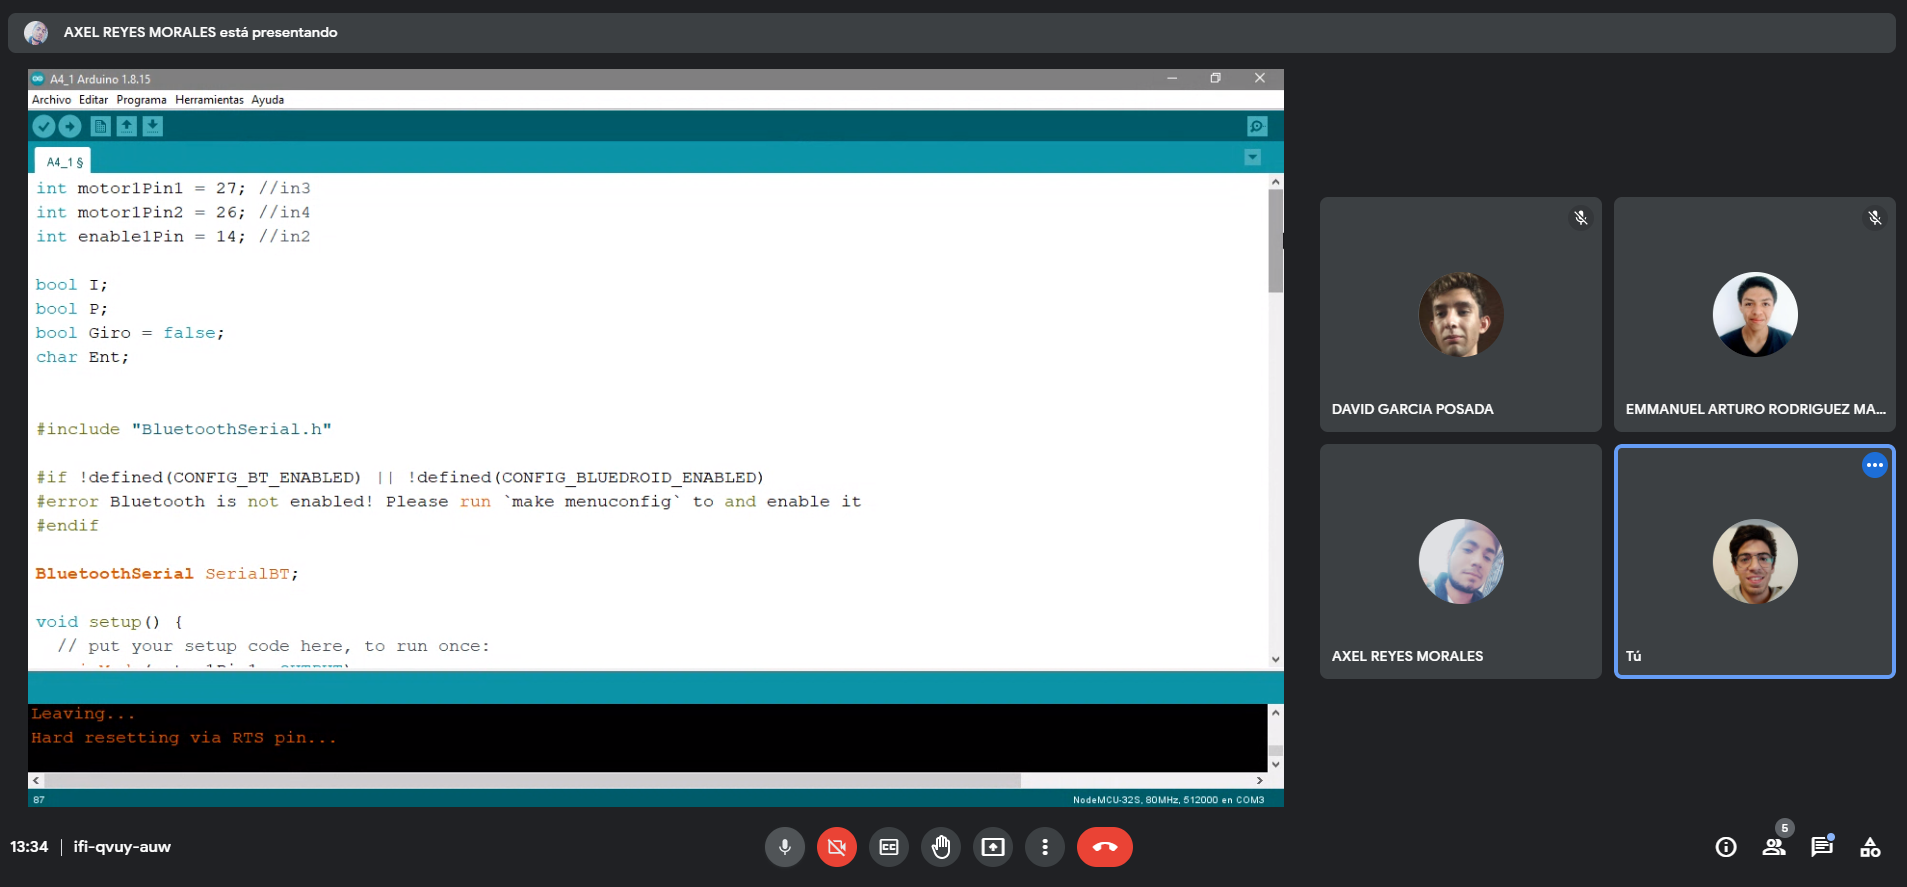 AXEL REYES MORALES está presentando
A4_1 Arduino 1.8.15
Archivo Editar Programa Herramientas Ayuda
A4_1 §
int motor1Pin1 = 27; //in3
int motor1Pin2 = 26; //in4
int enable1Pin = 14; //in2
bool I;
bool P;
bool Giro = false;
char Ent;
#include "BluetoothSerial.h"
#if !defined(CONFIG_BT_ENABLED) || !defined(CONFIG_BLUEDROID_ENABLED)
#error Bluetooth is not enabled! Please run `make menuconfig` to and enable it
#endif
BluetoothSerial SerialBT;
void setup() {
// put your setup code here, to run once:
Leaving...
Hard resetting via RTS pin...
87
NodeMCU-32S, 80MHz, 512000 en COM3
DAVID GARCIA POSADA
EMMANUEL ARTURO RODRIGUEZ MA...
AXEL REYES MORALES
Tú
13:34 | ifi-qvuy-auw
CC
5